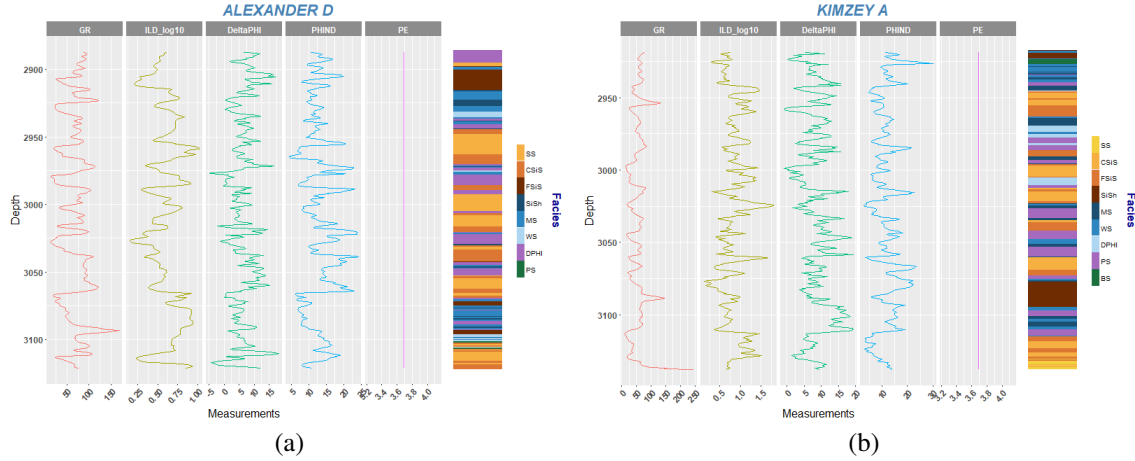 ALEXANDER D
GR ILD_log10 DeltaPHI PHIND PE
2900
2950
3000
3050
3100
Depth
50 100 150 0.25 0.50 0.75 1.00 -5 0 5 10 15 5 10 15 20 25 3.2 3.4 3.6 3.8 4.0
Measurements
SS
CSiS
FSiS
SiSh
MS
WS
DPHI
PS
Facies
(a)
KIMZEY A
GR ILD_log10 DeltaPHI PHIND PE
2950
3000
3050
3100
Depth
0 50 100 150 200 250 0.5 1.0 1.5 0 5 10 15 20 10 20 30 3.2 3.4 3.6 3.8 4.0
Measurements
SS
CSiS
FSiS
SiSh
MS
WS
DPHI
PS
BS
Facies
(b)